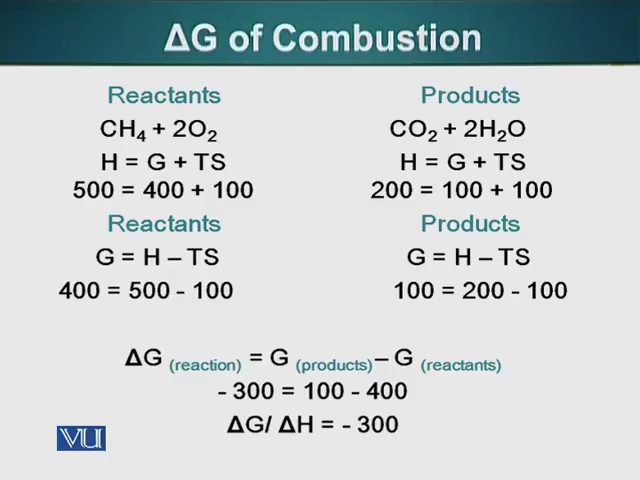 ΔG of Combustion
Reactants
CH4 + 2O2
H = G + TS
500 = 400 + 100
Reactants
G = H – TS
400 = 500 - 100
Products
CO2 + 2H2O
H = G + TS
200 = 100 + 100
Products
G = H – TS
100 = 200 - 100
ΔG (reaction) = G (products) – G (reactants)
- 300 = 100 - 400
ΔG/ ΔH = - 300
VU